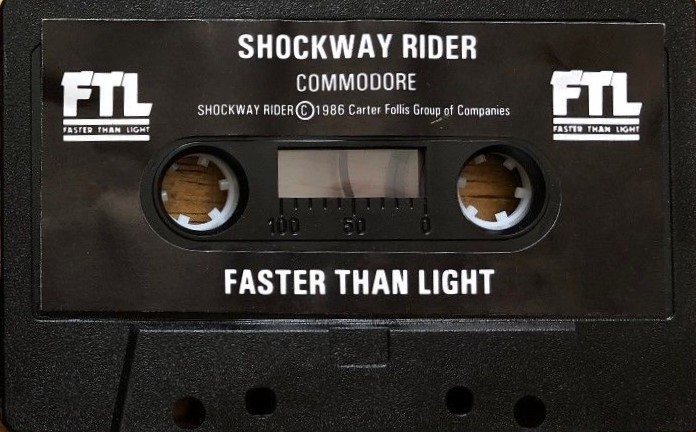 SHOCKWAY RIDER
COMMODORE
SHOCKWAY RIDER©1986 Carter Follis Group of Companies
FTL
FASTER THAN LIGHT
FTL
FASTER THAN LIGHT
100 50 0
FASTER THAN LIGHT